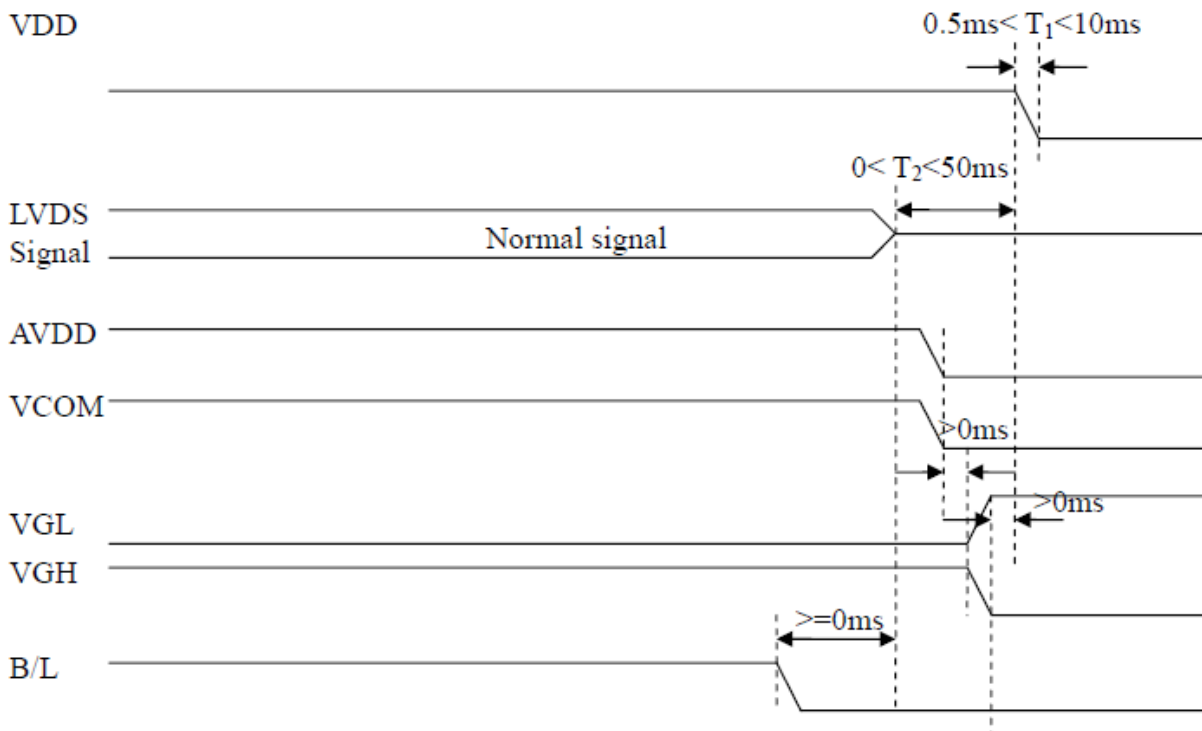 VDD
0.5ms< T₁<10ms
0< T₂<50ms
LVDS
Signal
Normal signal
AVDD
VCOM
>0ms
VGL
>0ms
VGH
>=0ms
B/L